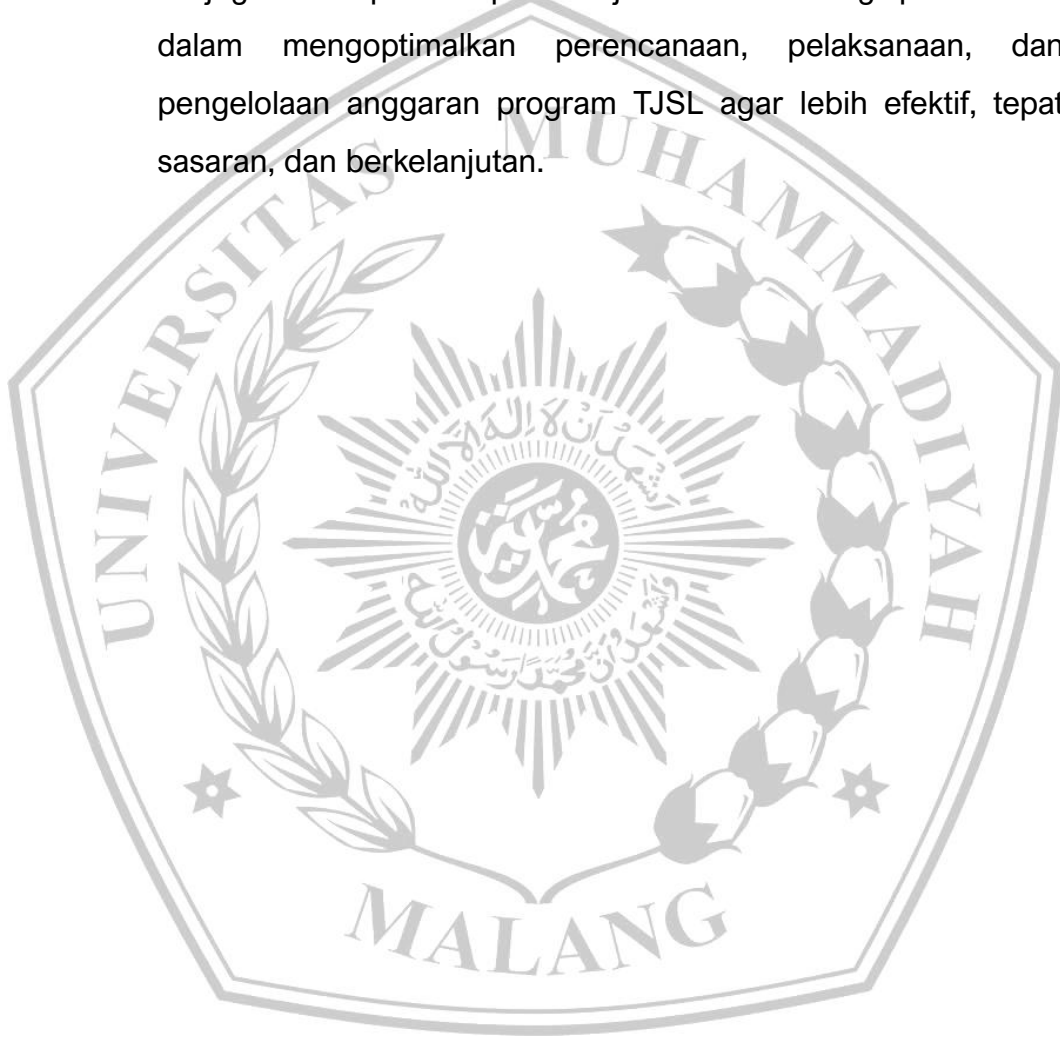 dalam mengoptimalkan perencanaan, pelaksanaan, dan
pengelolaan anggaran program TJSL agar lebih efektif, tepat
sasaran, dan berkelanjutan.
UNIVERSITAS MUHAMMADIYAH
MALANG